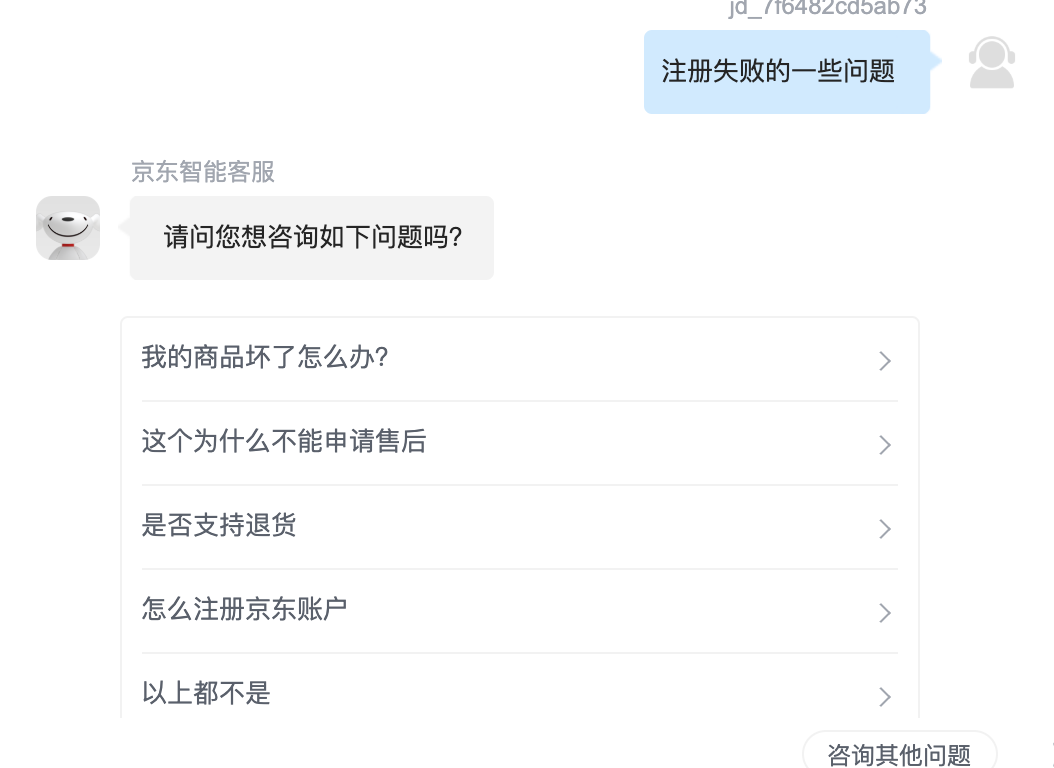 jd_7f6482cd5ab73
注册失败的一些问题
京东智能客服
请问您想咨询如下问题吗?
我的商品坏了怎么办?
这个为什么不能申请售后
是否支持退货
怎么注册京东账户
以上都不是
咨询其他问题